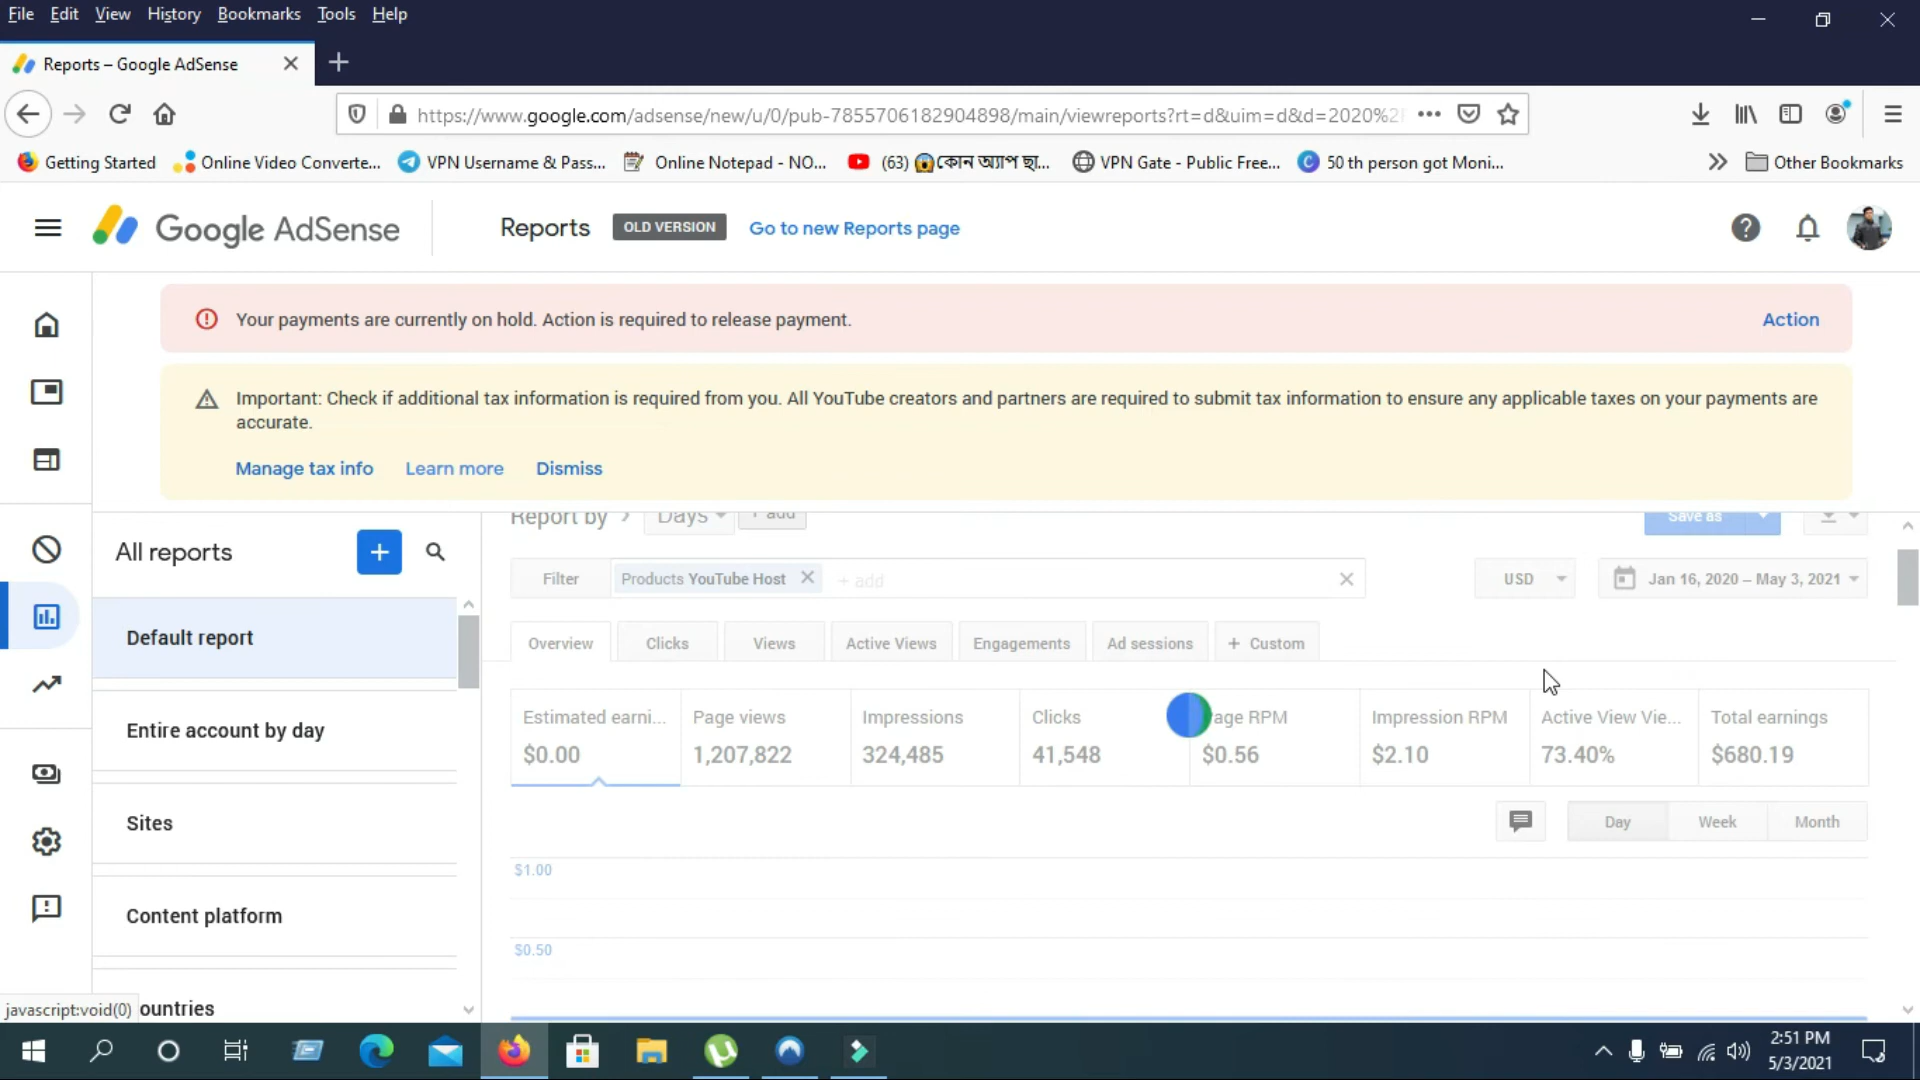 File Edit View History Bookmarks Tools Help
Reports – Google AdSense
https://www.google.com/adsense/new/u/0/pub-7855706182904898/main/viewreports?rt=d&uim=d&d=2020%2
Getting Started Online Video Converte... VPN Username & Pass... Online Notepad - NO... (63) 😱কোন অ্যাপ ছা... VPN Gate - Public Free... C 50 th person got Moni... Other Bookmarks
Google AdSense Reports OLD VERSION Go to new Reports page
Your payments are currently on hold. Action is required to release payment. Action
Important: Check if additional tax information is required from you. All YouTube creators and partners are required to submit tax information to ensure any applicable taxes on your payments are
accurate.
Manage tax info Learn more Dismiss
Report by Days + add Save as
All reports +
Filter Products YouTube Host + add USD Jan 16, 2020 – May 3, 2021
Default report
Overview Clicks Views Active Views Engagements Ad sessions + Custom
Estimated earni... Page views Impressions Clicks age RPM Impression RPM Active View Vie... Total earnings
$0.00 1,207,822 324,485 41,548 $0.56 $2.10 73.40% $680.19
Entire account by day
Sites
Day Week Month
$1.00
Content platform
$0.50
javascript:void(0) ountries
2:51 PM
5/3/2021